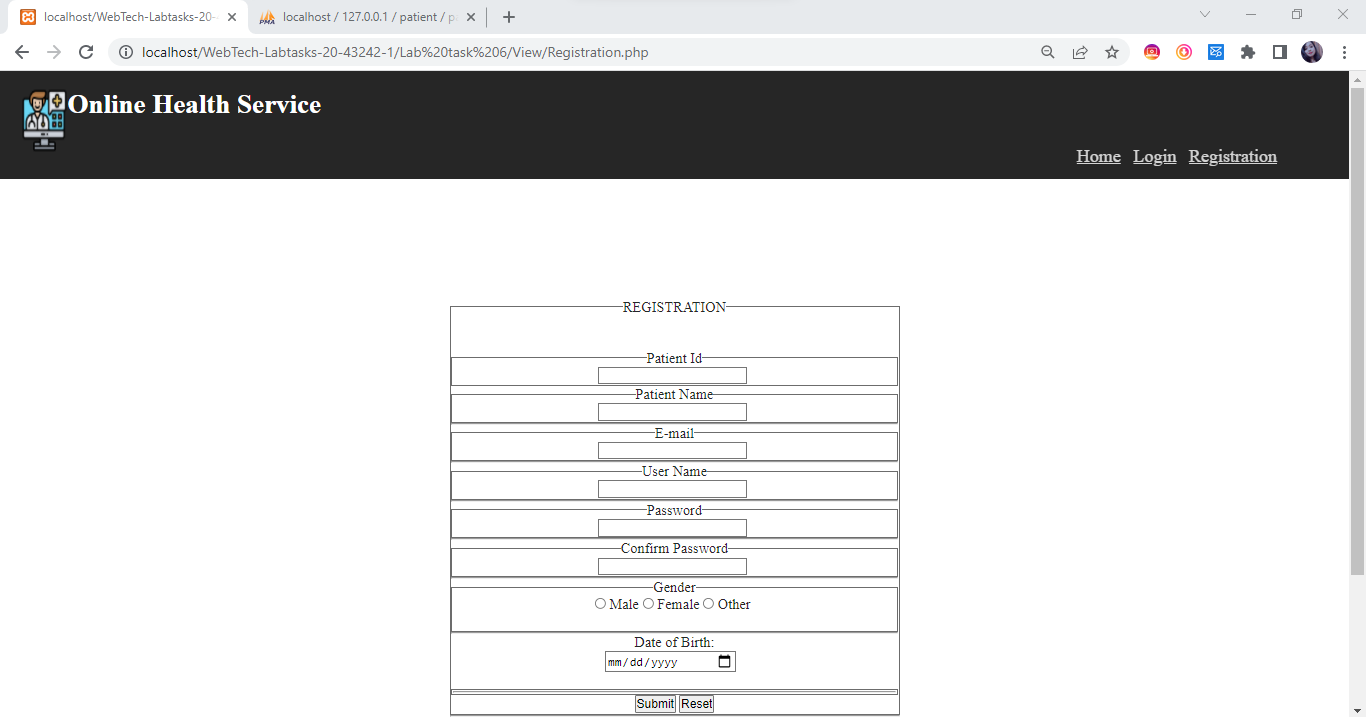 localhost/WebTech-Labtasks-20-
localhost / 127.0.0.1 / patient / p
localhost/WebTech-Labtasks-20-43242-1/Lab%20task%206/View/Registration.php
Online Health Service
Home Login Registration
REGISTRATION
Patient Id
Patient Name
E-mail
User Name
Password
Confirm Password
Gender
Male Female Other
Date of Birth:
mm/dd/yyyy
Submit Reset